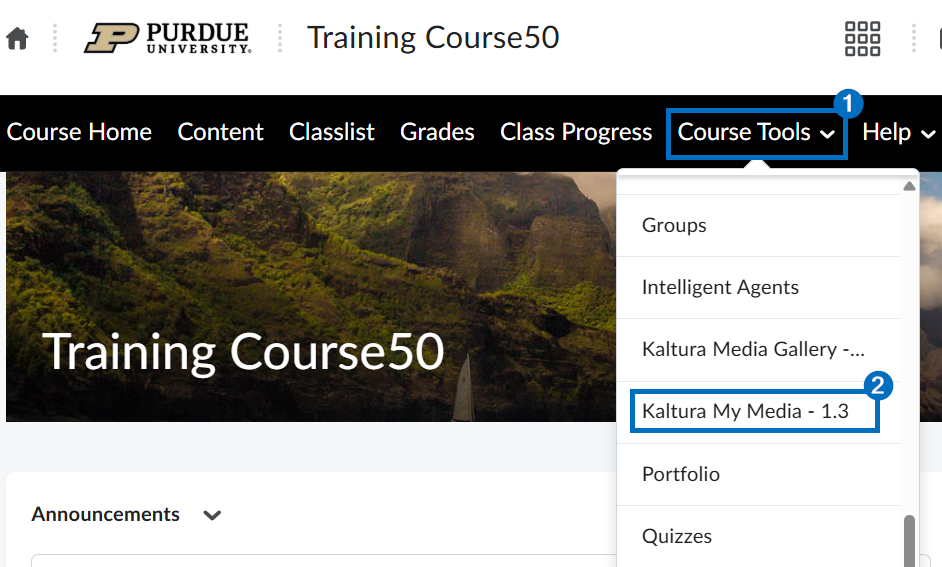 PURDUE
UNIVERSITY®
Training Course50
1
Course Home Content Classlist Grades Class Progress Course Tools Help
Groups
Intelligent Agents
Training Course50
Kaltura Media Gallery -...
2
Kaltura My Media - 1.3
Portfolio
Announcements
Quizzes